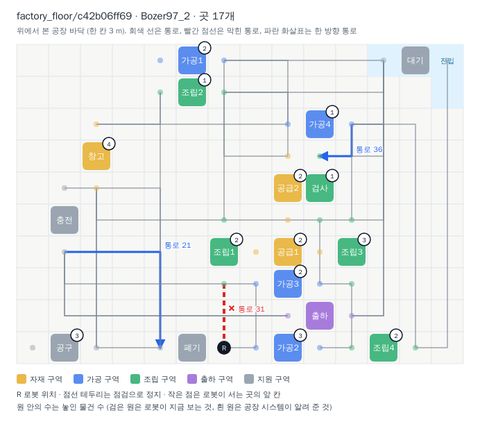 factory_floor/c42b06ff69 · Bozer97_2 · 곳 17개
위에서 본 공장 바닥 (한 칸 3 m). 회색 선은 통로, 빨간 점선은 막힌 통로, 파란 화살표는 한 방향 통로
가공1 2
대기
전립
조립2 1
가공4 1
통로 36
창고 4
공급2 2
검사 1
충전
통로 21
조립1 2
공급1 2
조립3 3
가공3 2
통로 31
출하
공구 3
폐기
R
가공2 3
조립4 2
자재 구역
가공 구역
조립 구역
출하 구역
지원 구역
R 로봇 위치 · 점선 테두리는 점검으로 정지 · 작은 점은 로봇이 서는 곳의 앞 칸
원 안의 수는 놓인 물건 수 (검은 원은 로봇이 지금 보는 것, 흰 원은 공장 시스템이 알려 준 것)